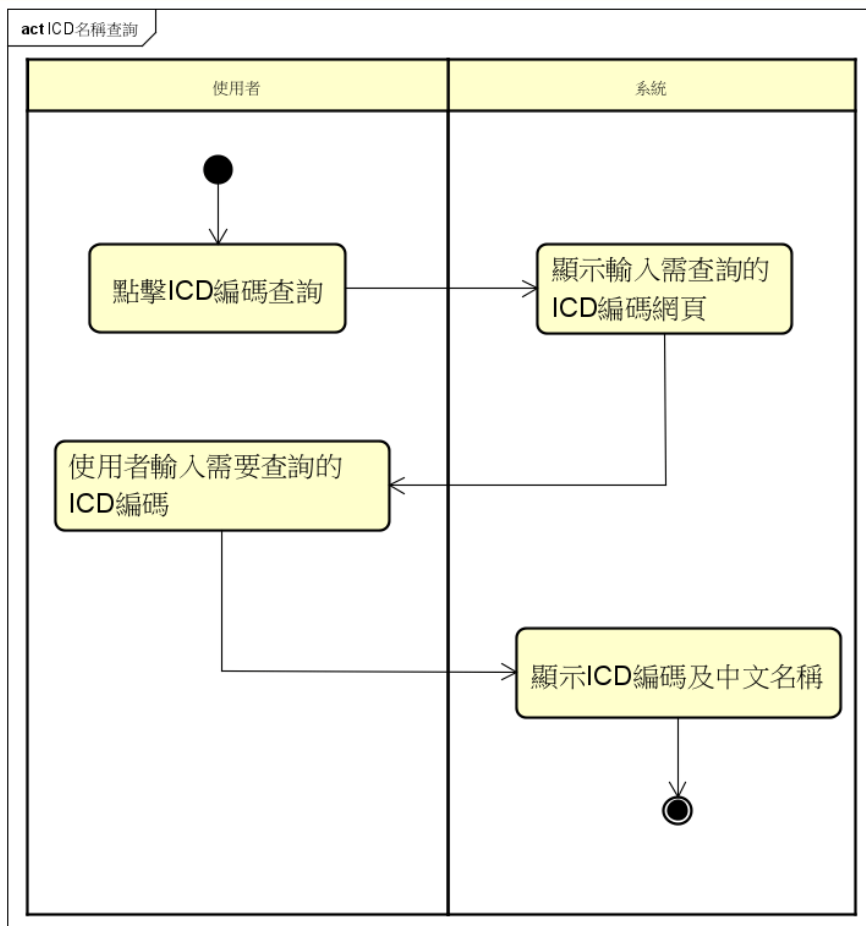 act ICD名稱查詢
使用者
系統
點擊ICD編碼查詢
顯示輸入需查詢的
ICD編碼網頁
使用者輸入需要查詢的
ICD編碼
顯示ICD編碼及中文名稱